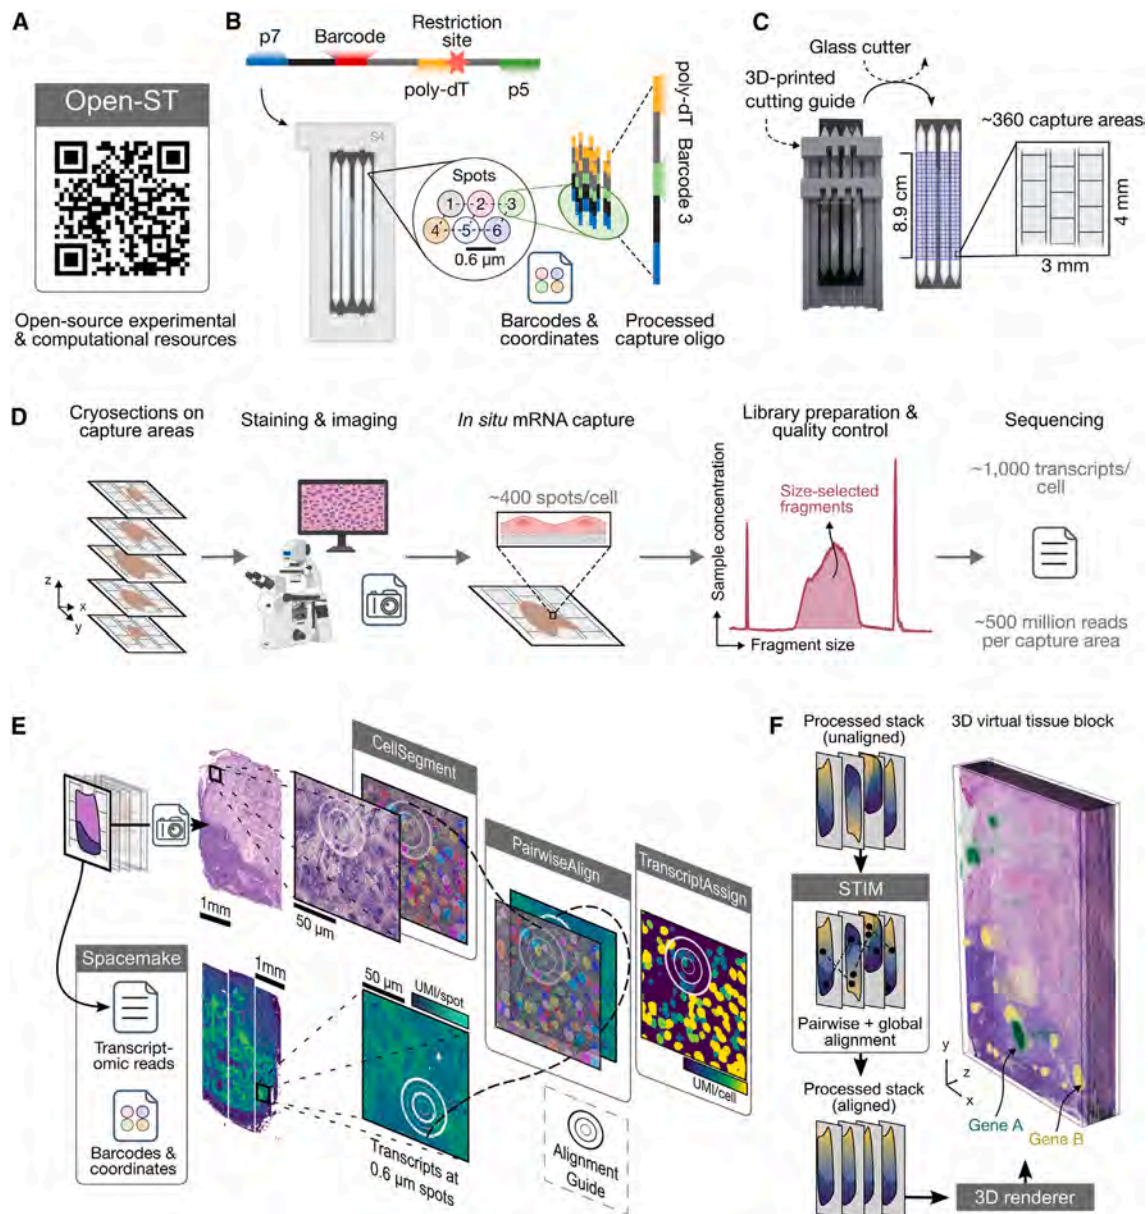 A
Open-ST
Open-source experimental
& computational resources
B
p7
Barcode
Restriction
site
poly-dT
p5
S4
Spots
1
2
3
4
5
6
0.6 µm
Barcodes &
coordinates
poly-dT
Barcode 3
Processed
capture oligo
C
Glass cutter
3D-printed
cutting guide
~360 capture areas
8.9 cm
4 mm
3 mm
D
Cryosections on
capture areas
z
x
y
Staining & imaging
In situ mRNA capture
~400 spots/cell
Library preparation &
quality control
Sample concentration
Size-selected
fragments
Fragment size
Sequencing
~1,000 transcripts/
cell
~500 million reads
per capture area
E
1mm
50 µm
CellSegment
PairwiseAlign
TranscriptAssign
Spacemake
Transcript-
omic reads
Barcodes &
coordinates
1mm
50 µm
UMI/spot
Transcripts at
0.6 µm spots
UMI/cell
Alignment
Guide
F
Processed stack
(unaligned)
STIM
Pairwise + global
alignment
Processed stack
(aligned)
3D virtual tissue block
y
z
x
Gene A
Gene B
3D renderer